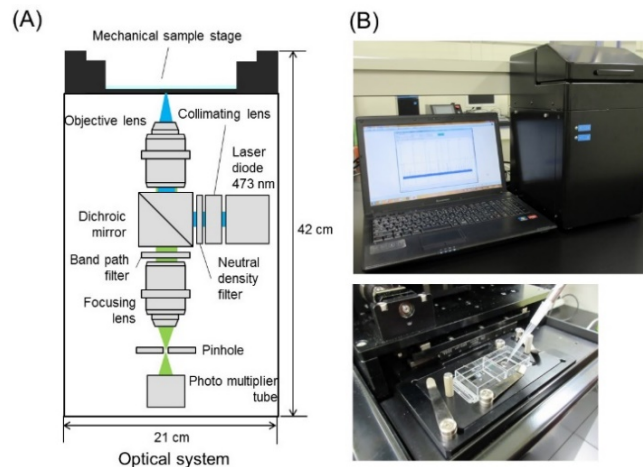 (A)
Mechanical sample stage
Objective lens
Collimating lens
Laser
diode
473 nm
Dichroic
mirror
42 cm
Band path
filter
Neutral
density
filter
Focusing
lens
Pinhole
Photo multiplier
tube
21 cm
Optical system
(B)